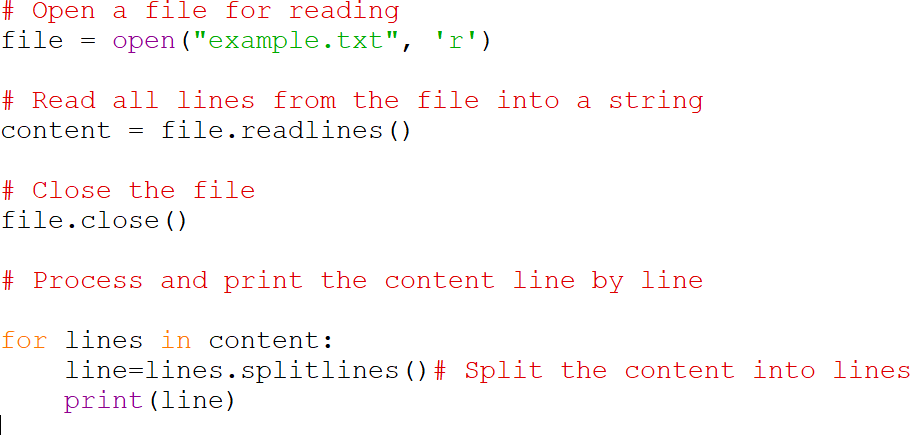 # Open a file for reading
file = open("example.txt", 'r')
# Read all lines from the file into a string
content = file.readlines()
# Close the file
file.close()
# Process and print the content line by line
for lines in content:
    line=lines.splitlines()# Split the content into lines
    print(line)